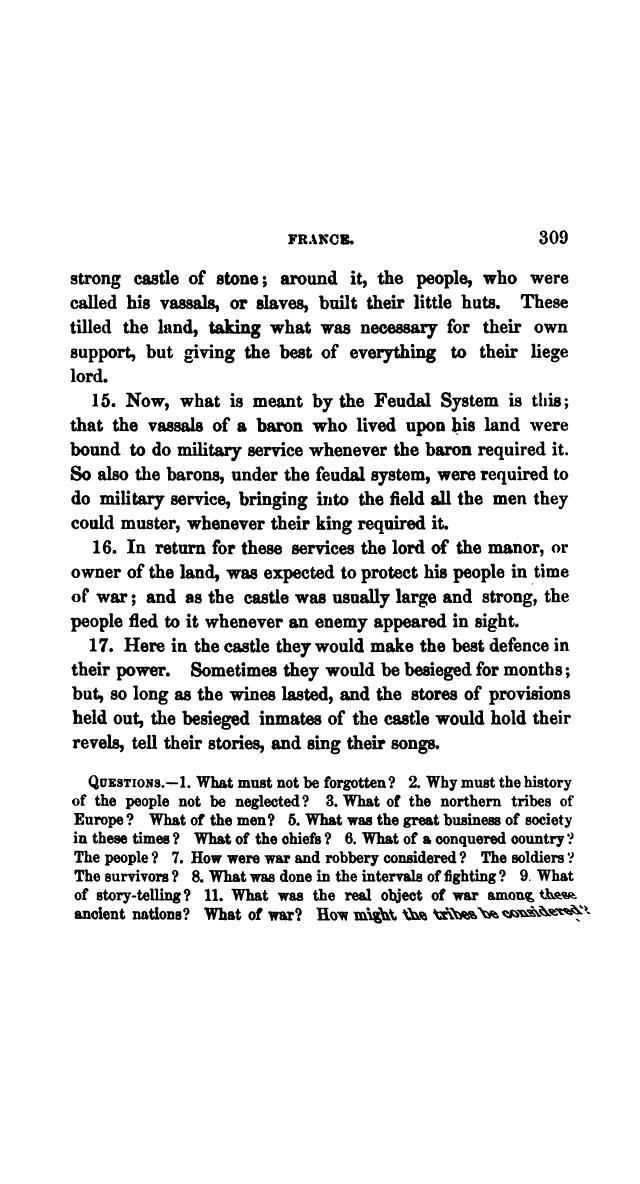 FRANCE. 309
strong castle of stone; around it, the people, who were
called his vassals, or slaves, built their little huts. These
tilled the land, taking what was necessary for their own
support, but giving the best of everything to their liege
lord.
15. Now, what is meant by the Feudal System is this;
that the vassals of a baron who lived upon his land were
bound to do military service whenever the baron required it.
So also the barons, under the feudal system, were required to
do military service, bringing into the field all the men they
could muster, whenever their king required it.
16. In return for these services the lord of the manor, or
owner of the land, was expected to protect his people in time
of war; and as the castle was usually large and strong, the
people fled to it whenever an enemy appeared in sight.
17. Here in the castle they would make the best defence in
their power. Sometimes they would be besieged for months;
but, so long as the wines lasted, and the stores of provisions
held out, the besieged inmates of the castle would hold their
revels, tell their stories, and sing their songs.
QUESTIONS.—1. What must not be forgotten? 2. Why must the history
of the people not be neglected? 3. What of the northern tribes of
Europe? What of the men? 5. What was the great business of society
in these times? What of the chiefs? 6. What of a conquered country?
The people? 7. How were war and robbery considered? The soldiers?
The survivors? 8. What was done in the intervals of fighting? 9. What
of story-telling? 11. What was the real object of war among these
ancient nations? What of war? How might the tribes be considered?